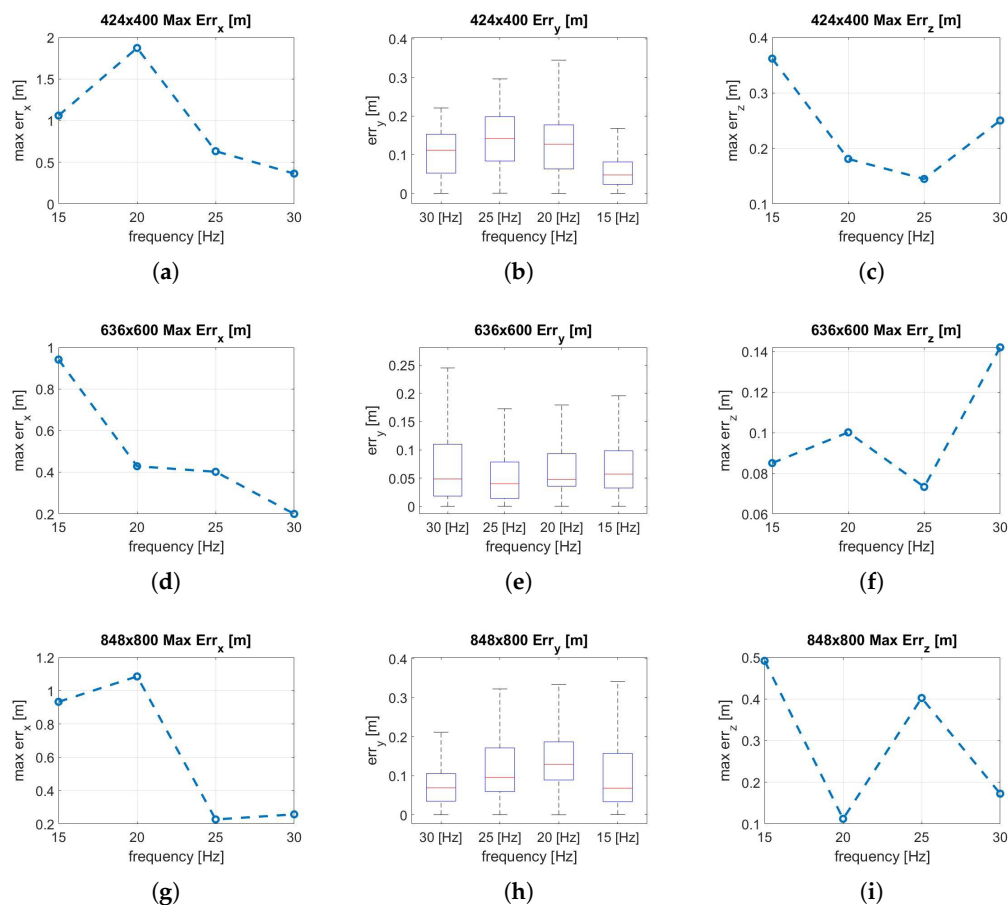 424x400 Max Err_x [m]
max err_x [m]
2
1.5
1
0.5
0
15 20 25 30
frequency [Hz]
(a)
424x400 Err_y [m]
err_y [m]
0.4
0.3
0.2
0.1
0
30 [Hz] 25 [Hz] 20 [Hz] 15 [Hz]
frequency [Hz]
(b)
424x400 Max Err_z [m]
max err_z [m]
0.4
0.3
0.2
0.1
15 20 25 30
frequency [Hz]
(c)
636x600 Max Err_x [m]
max err_x [m]
1
0.8
0.6
0.4
0.2
15 20 25 30
frequency [Hz]
(d)
636x600 Err_y [m]
err_y [m]
0.25
0.2
0.15
0.1
0.05
0
30 [Hz] 25 [Hz] 20 [Hz] 15 [Hz]
frequency [Hz]
(e)
636x600 Max Err_z [m]
max err_z [m]
0.14
0.12
0.1
0.08
0.06
15 20 25 30
frequency [Hz]
(f)
848x800 Max Err_x [m]
max err_x [m]
1.2
1
0.8
0.6
0.4
0.2
15 20 25 30
frequency [Hz]
(g)
848x800 Err_y [m]
err_y [m]
0.4
0.3
0.2
0.1
0
30 [Hz] 25 [Hz] 20 [Hz] 15 [Hz]
frequency [Hz]
(h)
848x800 Max Err_z [m]
max err_z [m]
0.5
0.4
0.3
0.2
0.1
15 20 25 30
frequency [Hz]
(i)